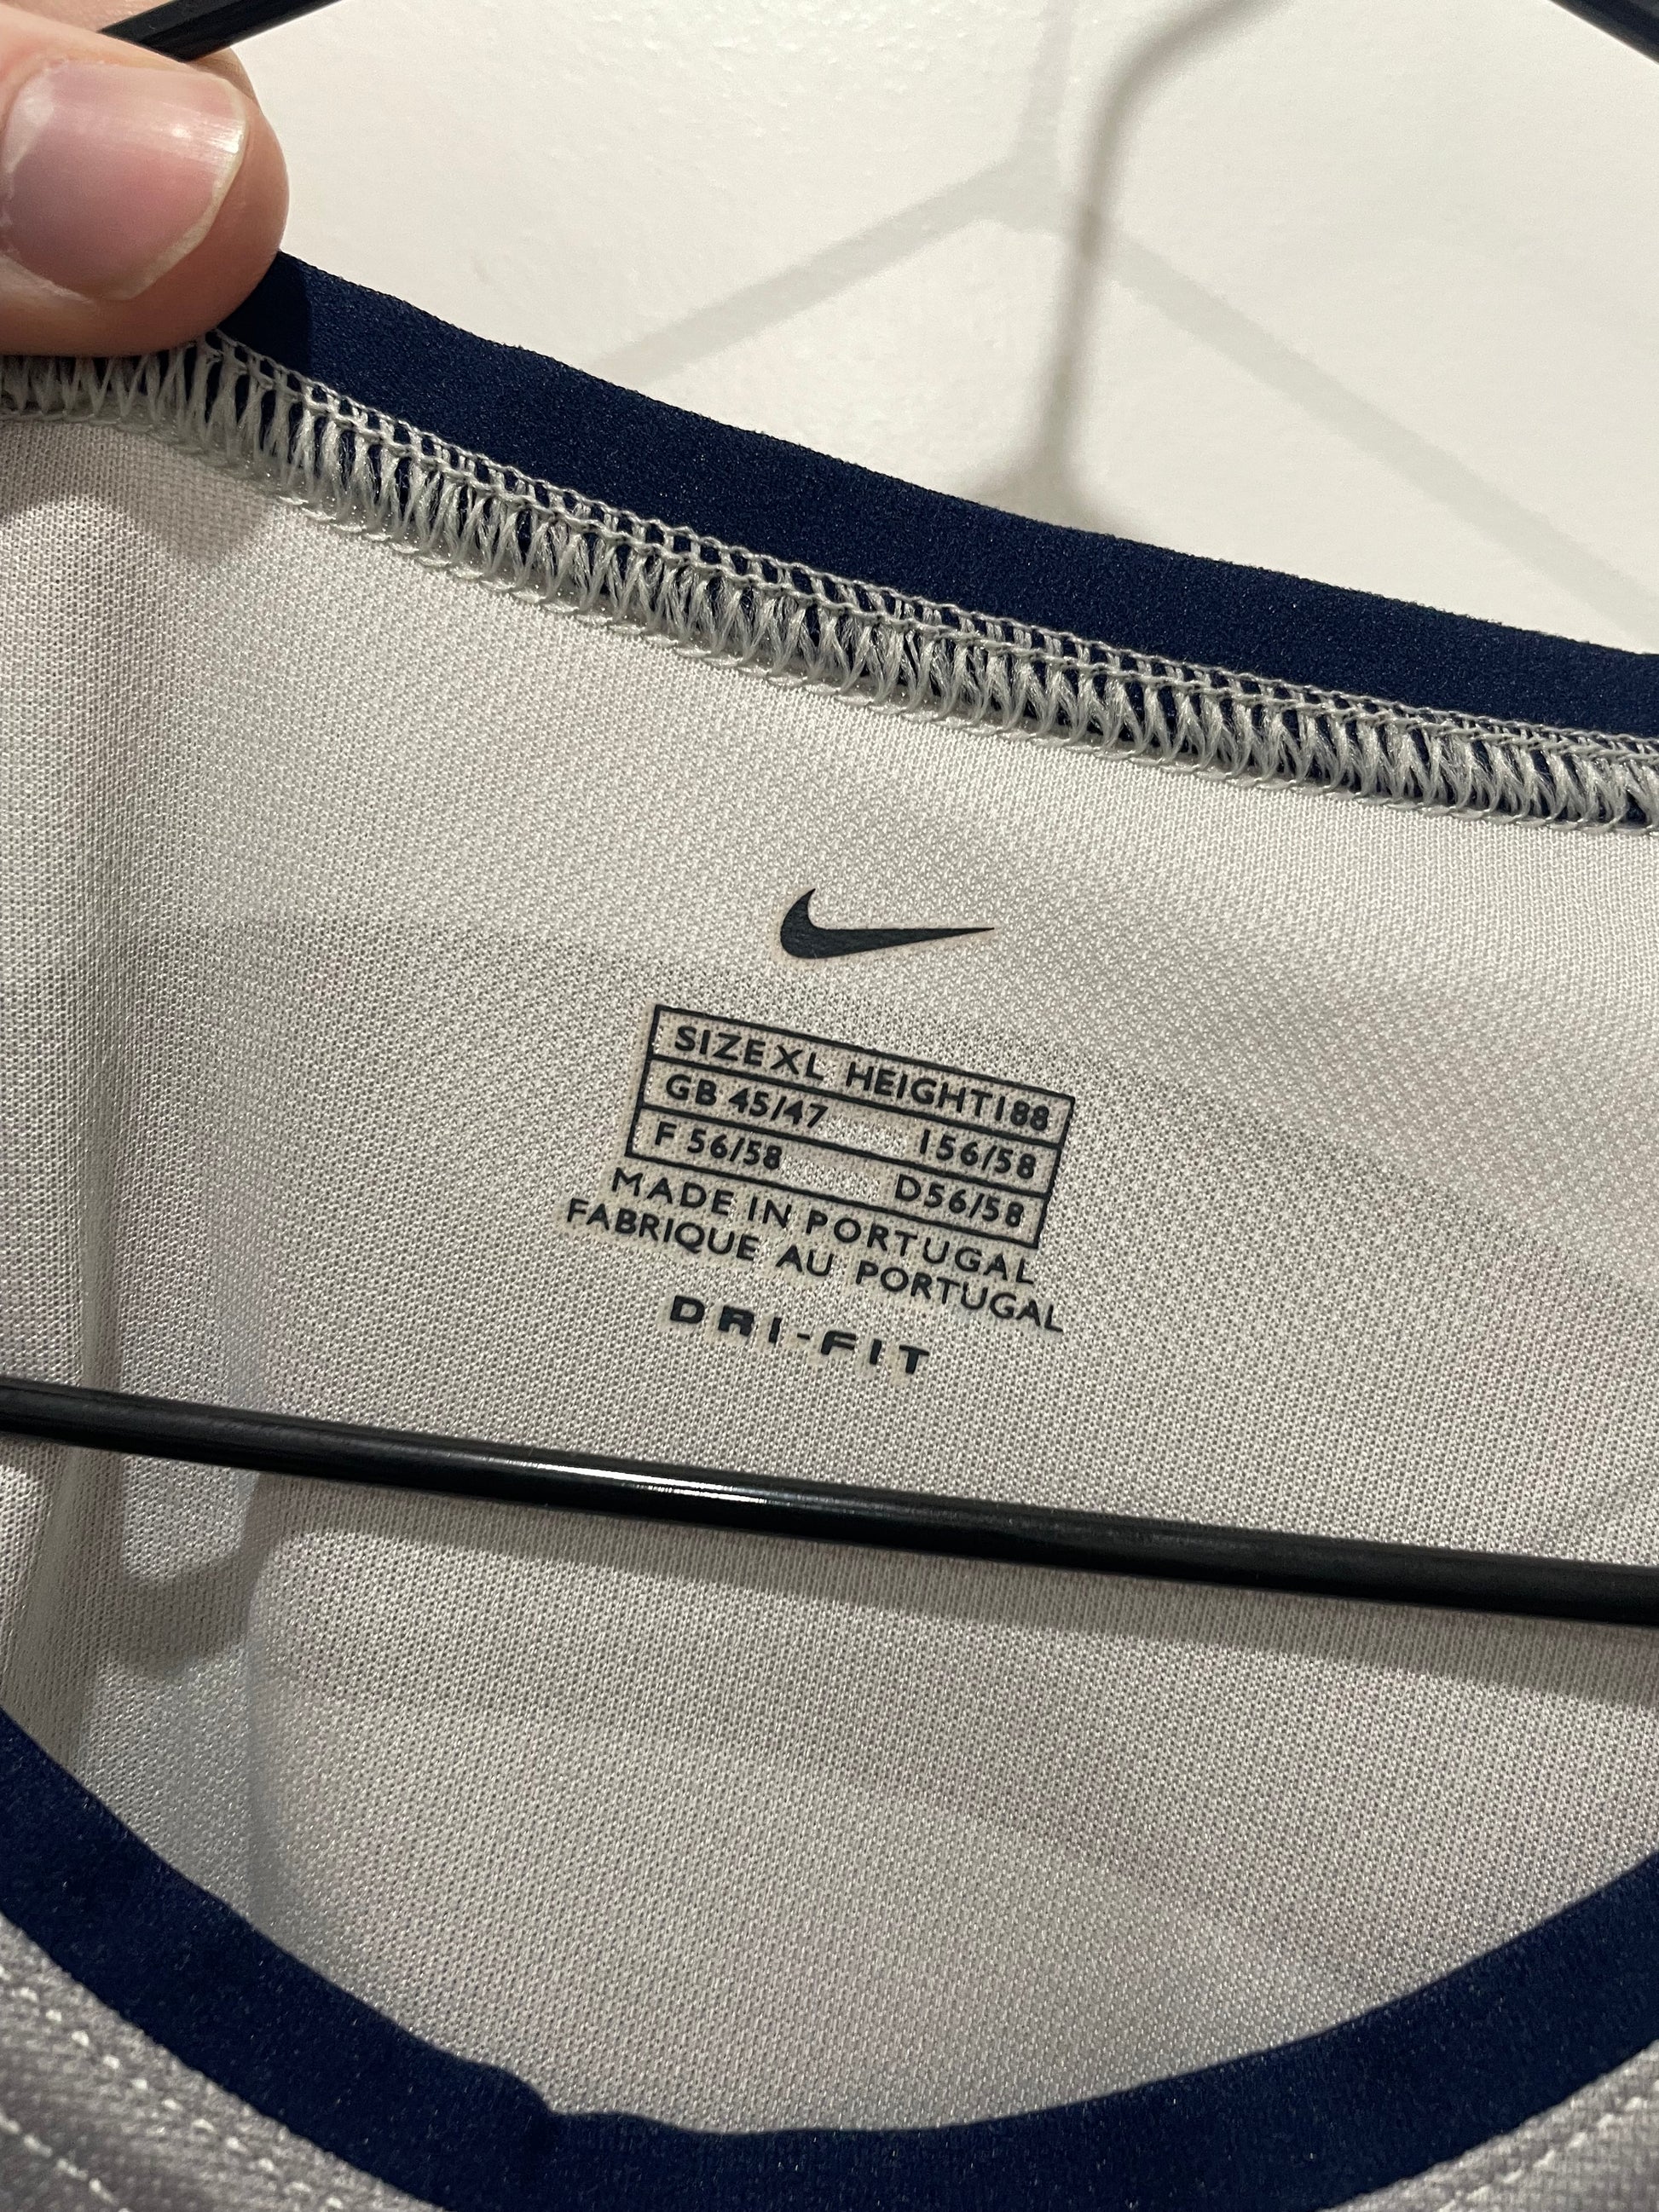 SIZE XL HEIGHT 188
GB 45/47 I 56/58
F 56/58 D 56/58
MADE IN PORTUGAL
FABRIQUE AU PORTUGAL
DRI-FIT